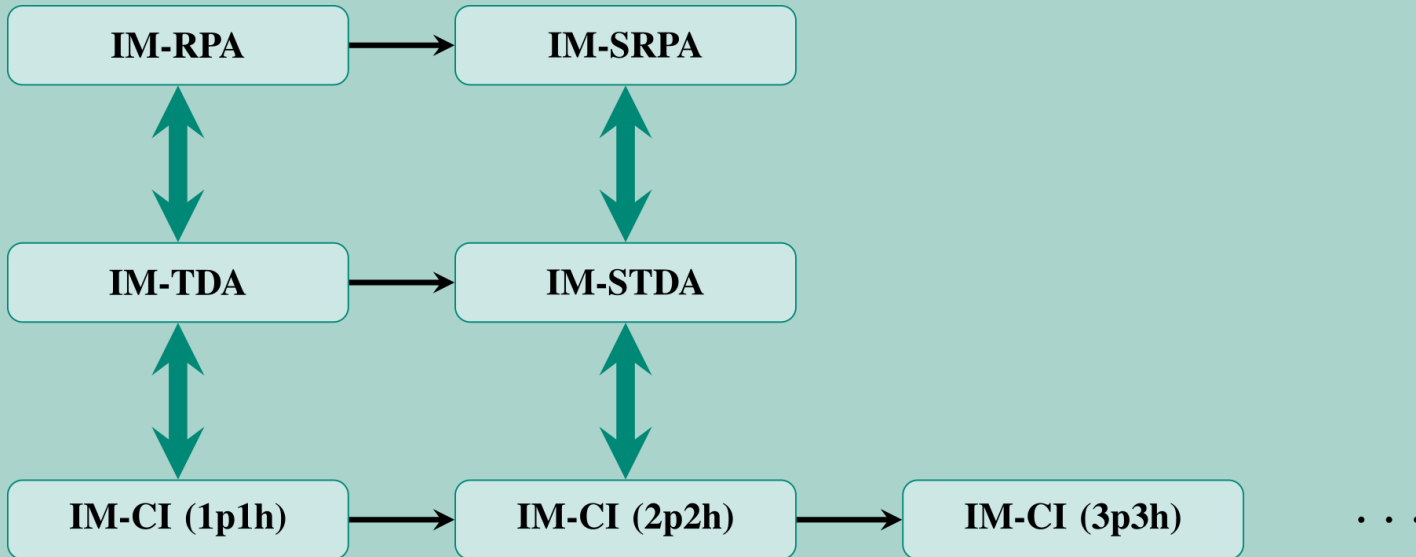 IM-RPA
IM-SRPA
IM-TDA
IM-STDA
IM-CI (1p1h)
IM-CI (2p2h)
IM-CI (3p3h)
. . .